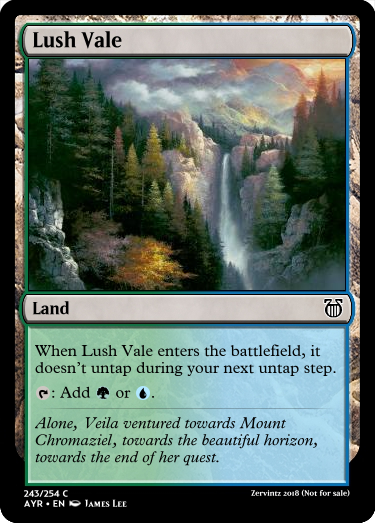 Lush Vale
Land
When Lush Vale enters the battlefield, it
doesn't untap during your next untap step.
: Add or .
Alone, Veila ventured towards Mount
Chromaziel, towards the beautiful horizon,
towards the end of her quest.
243/254 C
Zervintz 2018 (Not for sale)
AYR • EN James Lee